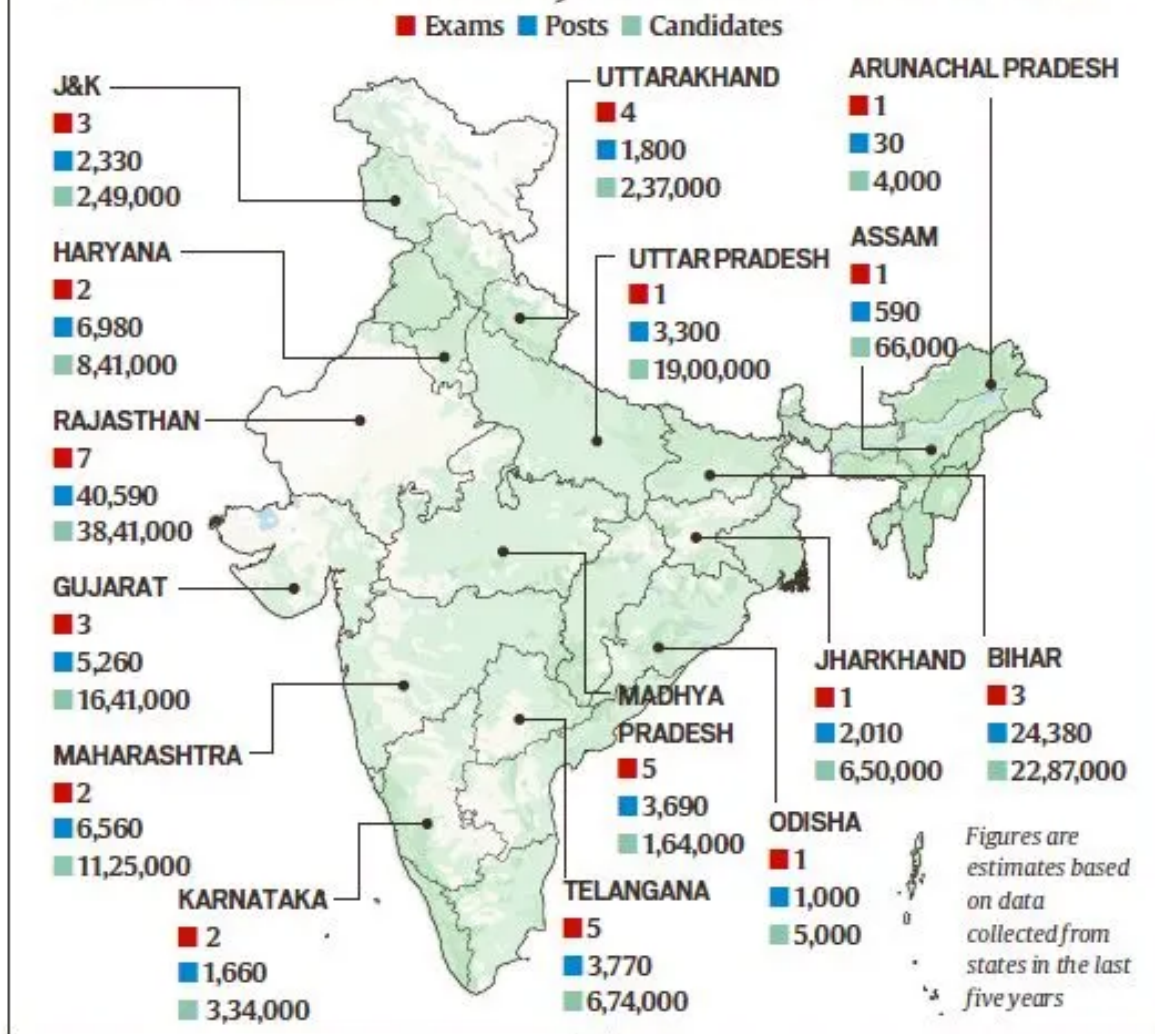 Exams Posts Candidates
J&K
3
2,330
2,49,000
UTTARAKHAND
4
1,800
2,37,000
ARUNACHAL PRADESH
1
30
4,000
HARYANA
2
6,980
8,41,000
UTTAR PRADESH
1
3,300
19,00,000
ASSAM
1
590
66,000
RAJASTHAN
7
40,590
38,41,000
GUJARAT
3
5,260
16,41,000
MAHARASHTRA
2
6,560
11,25,000
KARNATAKA
2
1,660
3,34,000
MADHYA
PRADESH
5
3,690
1,64,000
TELANGANA
5
3,770
6,74,000
JHARKHAND
1
2,010
6,50,000
BIHAR
3
24,380
22,87,000
ODISHA
1
1,000
5,000
Figures are
estimates based
on data
collected from
states in the last
five years